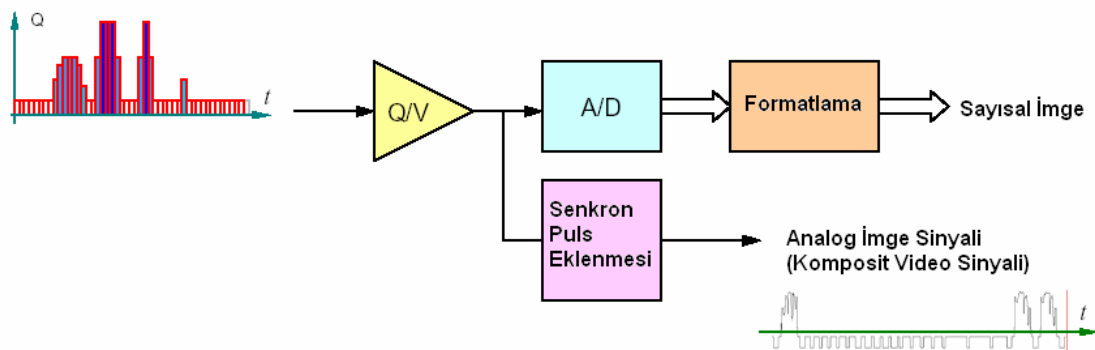 Q
t
Q/V
A/D
Formatlama
Sayısal İmge
Senkron
Puls
Eklenmesi
Analog İmge Sinyali
(Komposit Video Sinyali)
t